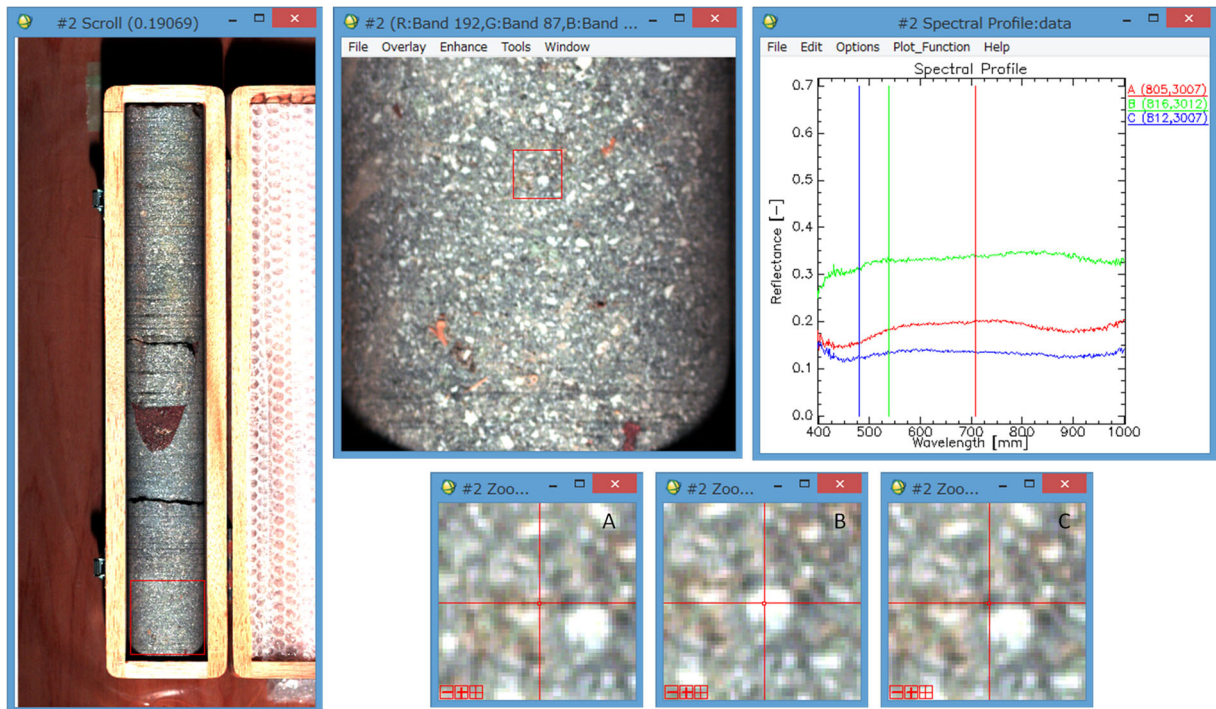 #2 Scroll (0.19069)
#2 (R:Band 192,G:Band 87,B:Band ...
File Overlay Enhance Tools Window
#2 Spectral Profile:data
File Edit Options Plot_Function Help
Spectral Profile
A (805,3007)
B (816,3012)
C (812,3007)
Reflectance [-]
0.7
0.6
0.5
0.4
0.3
0.2
0.1
0.0
400 500 600 700 800 900 1000
Wavelength [mm]
#2 Zoo...
A
#2 Zoo...
B
#2 Zoo...
C